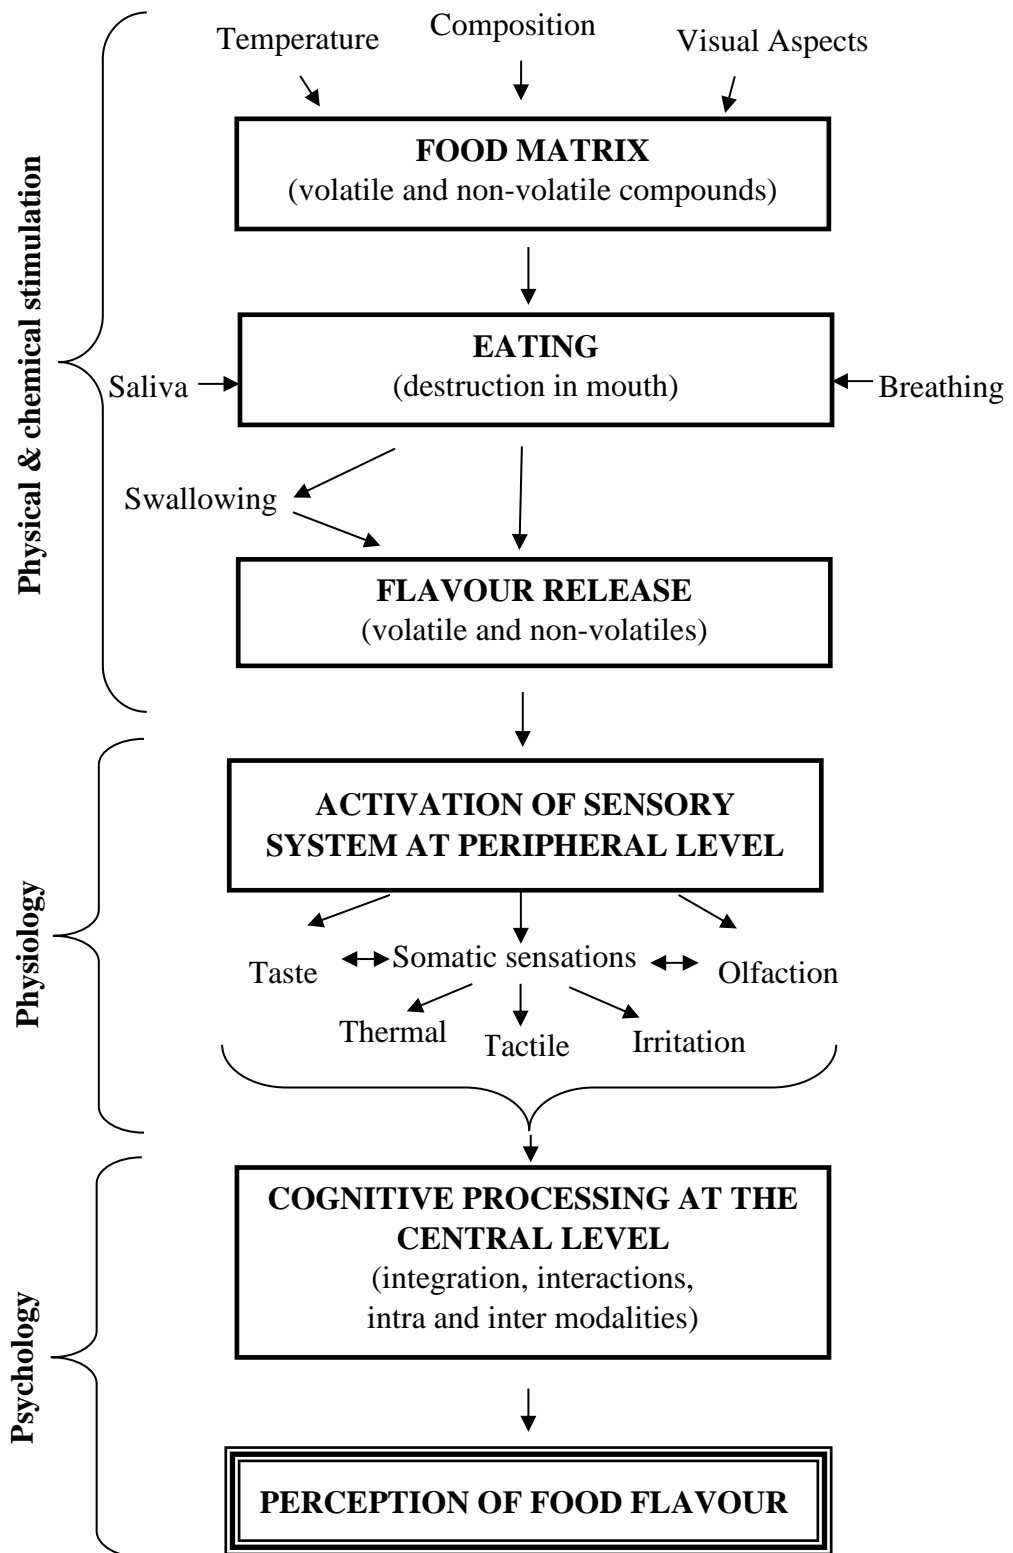 Temperature
Composition
Visual Aspects
FOOD MATRIX
(volatile and non-volatile compounds)
Physical & chemical stimulation
EATING
(destruction in mouth)
Saliva
Breathing
Swallowing
FLAVOUR RELEASE
(volatile and non-volatiles)
ACTIVATION OF SENSORY
SYSTEM AT PERIPHERAL LEVEL
Physiology
Taste
Somatic sensations
Olfaction
Thermal
Tactile
Irritation
COGNITIVE PROCESSING AT THE
CENTRAL LEVEL
(integration, interactions,
intra and inter modalities)
Psychology
PERCEPTION OF FOOD FLAVOUR